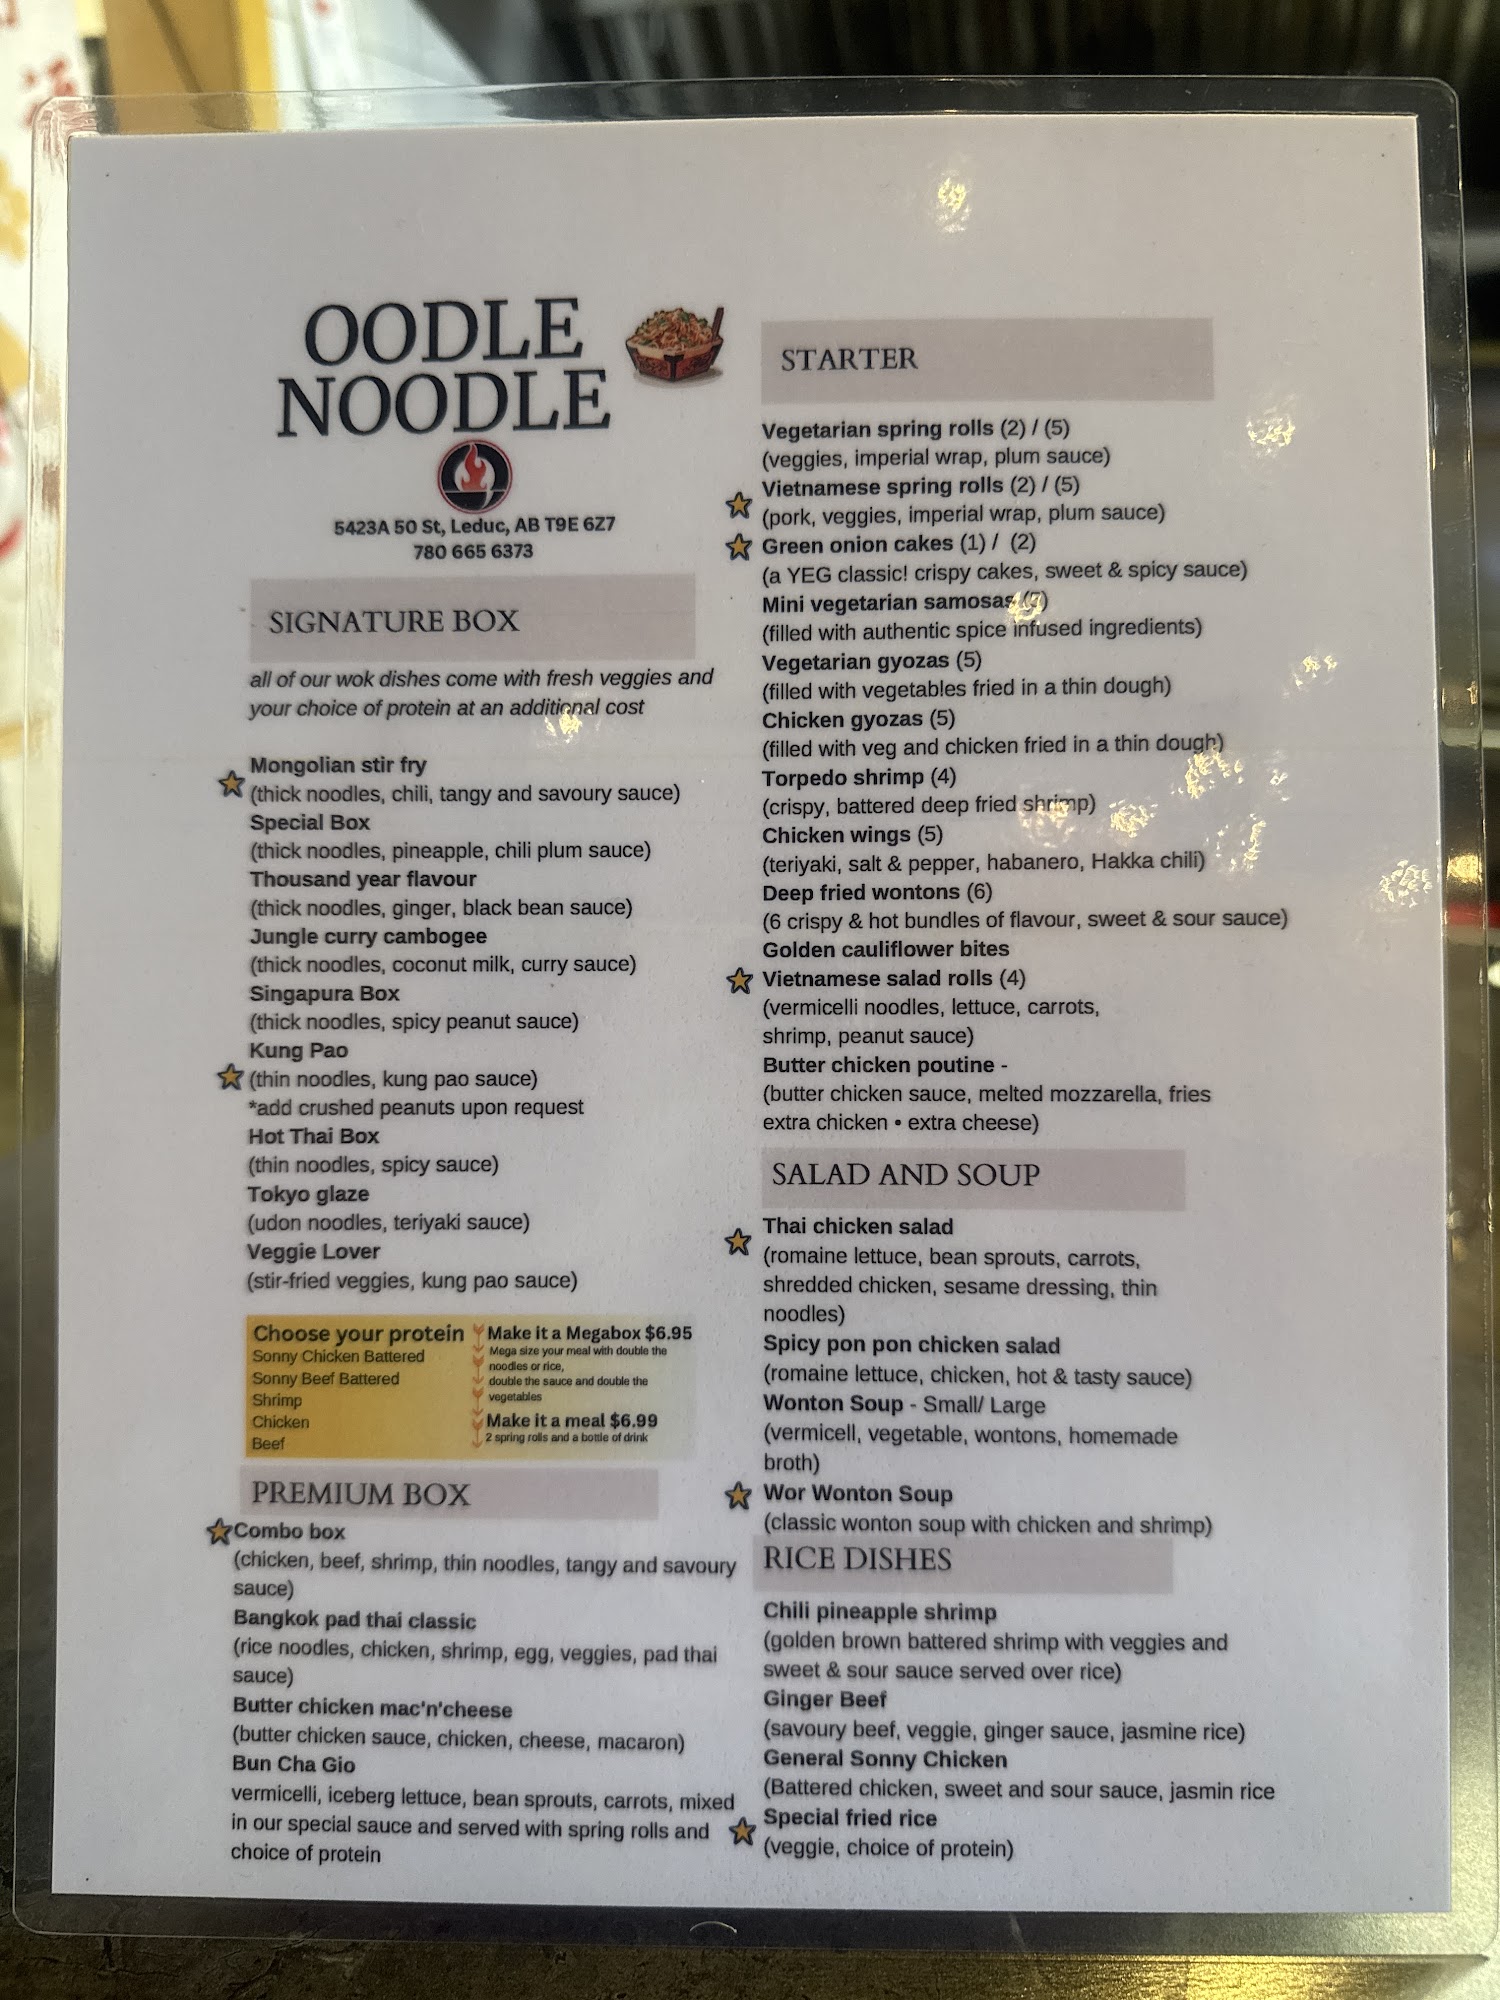 OODLE
NOODLE
5423A 50 St, Leduc, AB T9E 6Z7
780 665 6373
SIGNATURE BOX
all of our wok dishes come with fresh veggies and
your choice of protein at an additional cost
Mongolian stir fry
(thick noodles, chili, tangy and savoury sauce)
Special Box
(thick noodles, pineapple, chili plum sauce)
Thousand year flavour
(thick noodles, ginger, black bean sauce)
Jungle curry cambogee
(thick noodles, coconut milk, curry sauce)
Singapura Box
(thick noodles, spicy peanut sauce)
Kung Pao
(thin noodles, kung pao sauce)
*add crushed peanuts upon request
Hot Thai Box
(thin noodles, spicy sauce)
Tokyo glaze
(udon noodles, teriyaki sauce)
Veggie Lover
(stir-fried veggies, kung pao sauce)
Choose your protein
Sonny Chicken Battered
Sonny Beef Battered
Shrimp
Chicken
Beef
Make it a Megabox $6.95
Mega size your meal with double the
noodles or rice,
double the sauce and double the
vegetables
Make it a meal $6.99
2 spring rolls and a bottle of drink
PREMIUM BOX
Combo box
(chicken, beef, shrimp, thin noodles, tangy and savoury
sauce)
Bangkok pad thai classic
(rice noodles, chicken, shrimp, egg, veggies, pad thai
sauce)
Butter chicken mac'n'cheese
(butter chicken sauce, chicken, cheese, macaron)
Bun Cha Gio
vermicelli, iceberg lettuce, bean sprouts, carrots, mixed
in our special sauce and served with spring rolls and
choice of protein
STARTER
Vegetarian spring rolls (2) / (5)
(veggies, imperial wrap, plum sauce)
Vietnamese spring rolls (2) / (5)
(pork, veggies, imperial wrap, plum sauce)
Green onion cakes (1) / (2)
(a YEG classic! crispy cakes, sweet & spicy sauce)
Mini vegetarian samosas
(filled with authentic spice infused ingredients)
Vegetarian gyozas (5)
(filled with vegetables fried in a thin dough)
Chicken gyozas (5)
(filled with veg and chicken fried in a thin dough)
Torpedo shrimp (4)
(crispy, battered deep fried shrimp)
Chicken wings (5)
(teriyaki, salt & pepper, habanero, Hakka chili)
Deep fried wontons (6)
(6 crispy & hot bundles of flavour, sweet & sour sauce)
Golden cauliflower bites
Vietnamese salad rolls (4)
(vermicelli noodles, lettuce, carrots,
shrimp, peanut sauce)
Butter chicken poutine -
(butter chicken sauce, melted mozzarella, fries
extra chicken • extra cheese)
SALAD AND SOUP
Thai chicken salad
(romaine lettuce, bean sprouts, carrots,
shredded chicken, sesame dressing, thin
noodles)
Spicy pon pon chicken salad
(romaine lettuce, chicken, hot & tasty sauce)
Wonton Soup - Small/ Large
(vermicell, vegetable, wontons, homemade
broth)
Wor Wonton Soup
(classic wonton soup with chicken and shrimp)
RICE DISHES
Chili pineapple shrimp
(golden brown battered shrimp with veggies and
sweet & sour sauce served over rice)
Ginger Beef
(savoury beef, veggie, ginger sauce, jasmine rice)
General Sonny Chicken
(Battered chicken, sweet and sour sauce, jasmin rice
Special fried rice
(veggie, choice of protein)